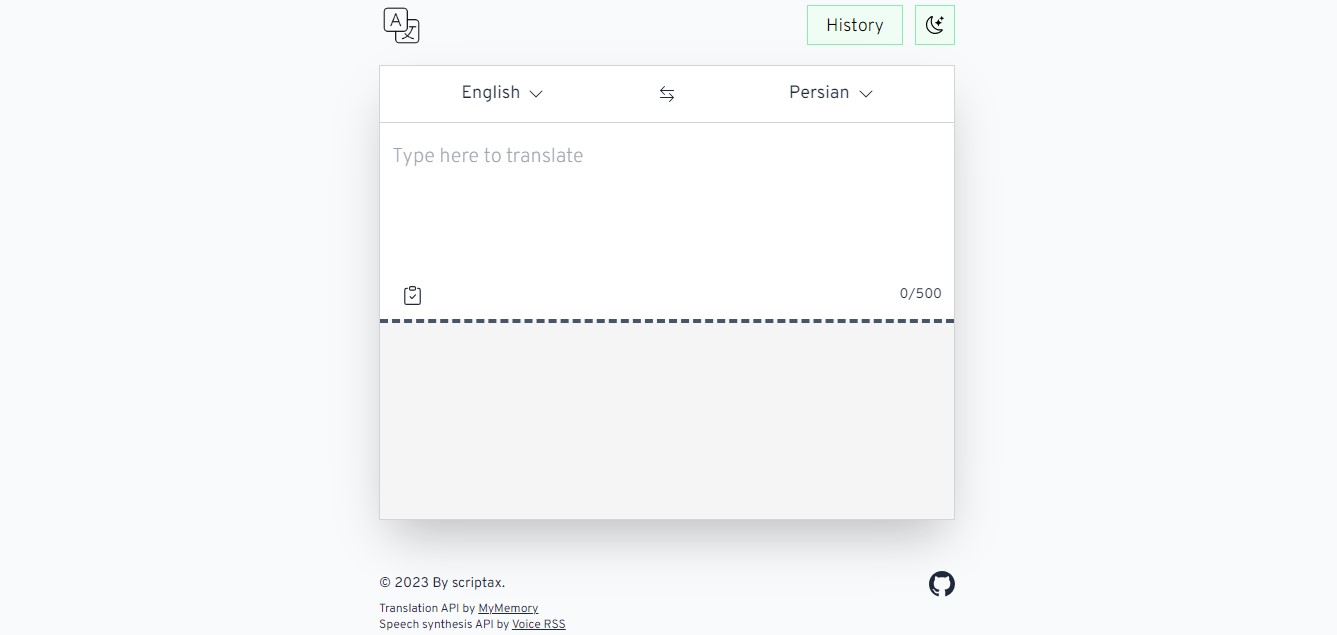 A 文
History
English
Persian
Type here to translate
0/500
© 2023 By scriptax.
Translation API by MyMemory
Speech synthesis API by Voice RSS